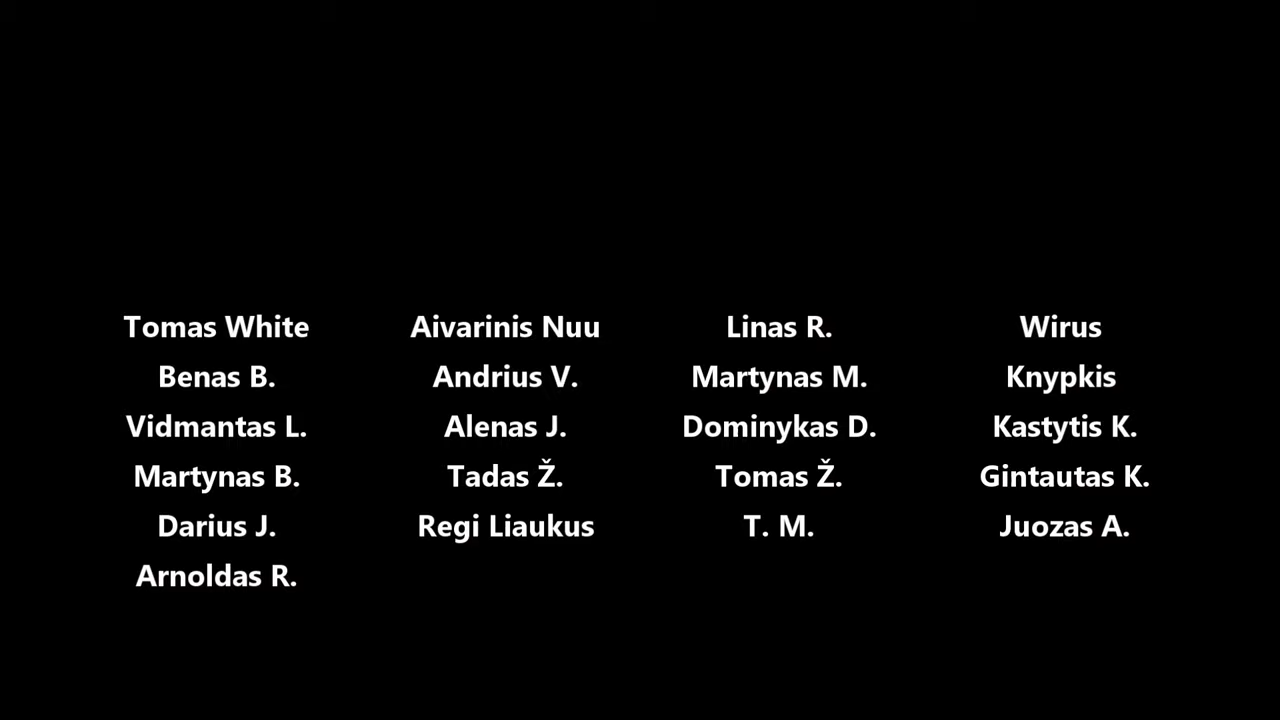 Tomas White Aivarinis Nuu Linas R. Wirus
Benas B. Andrius V. Martynas M. Knypkis
Vidmantas L. Alenas J. Dominykas D. Kastytis K.
Martynas B. Tadas Ž. Tomas Ž. Gintautas K.
Darius J. Regi Liaukus T. M. Juozas A.
Arnoldas R.